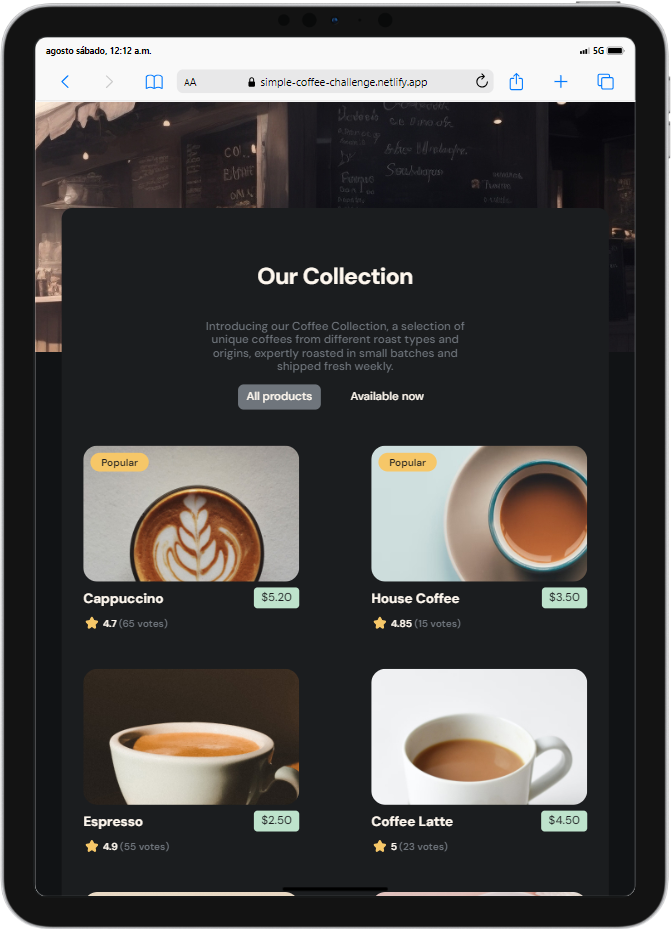 agosto sábado, 12:12 a.m.
5G
AA
simple-coffee-challenge.netlify.app
Our Collection
Introducing our Coffee Collection, a selection of
unique coffees from different roast types and
origins, expertly roasted in small batches and
shipped fresh weekly.
All products Available now
Popular Popular
Cappuccino $5.20 House Coffee $3.50
4.7 (65 votes) 4.85 (15 votes)
Espresso $2.50 Coffee Latte $4.50
4.9 (55 votes) 5 (23 votes)